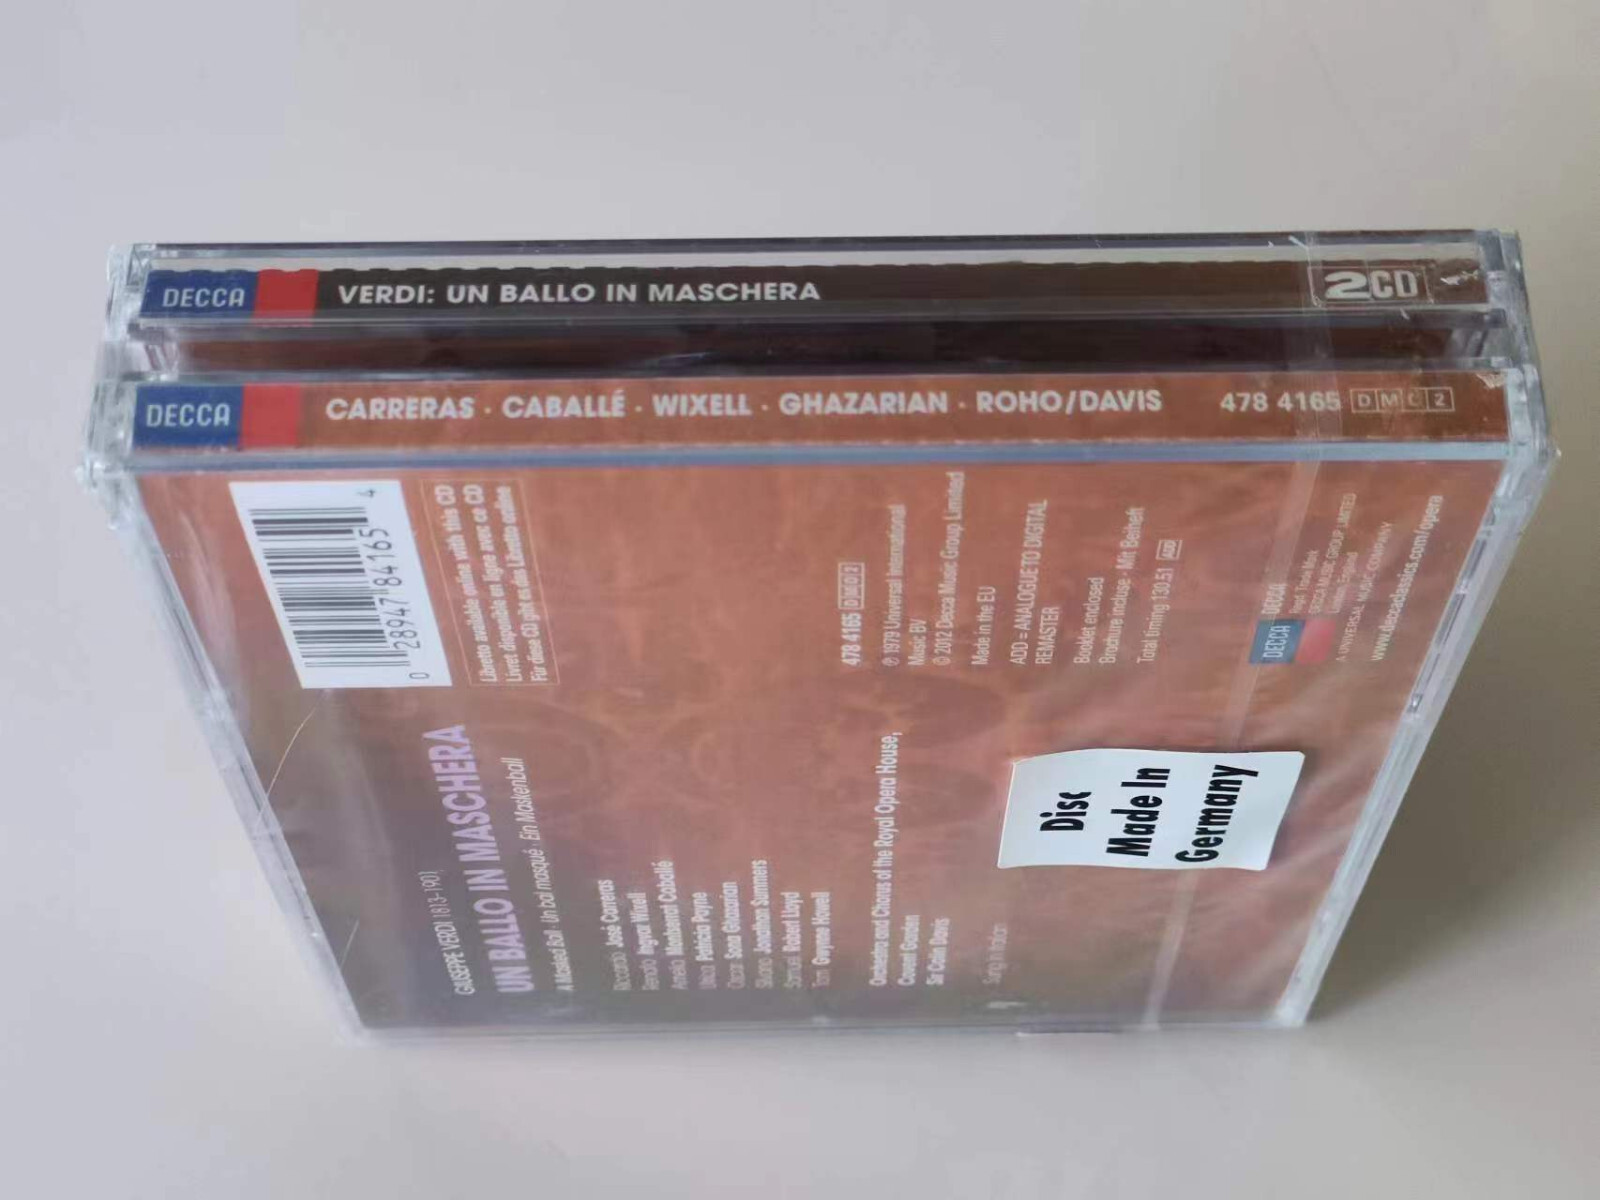 DECCA
VERDI: UN BALLO IN MASCHERA
2CD
DECCA
CARRERAS · CABALLÉ · WIXELL · GHAZARIAN · ROHO/DAVIS
478 4165 DMC2
0 28947 84165 4
Libretto available online with this CD
Livret disponible en ligne avec ce CD
Für diese CD gibt es das Libretto online
GIUSEPPE VERDI 1813-1901
UN BALLO IN MASCHERA
A Masked Ball · Un bal masqué · Ein Maskenball
Riccardo José Carreras
Renato Ingvar Wixell
Amelia Montserrat Caballé
Ulrica Patricia Payne
Oscar Sona Ghazarian
Silvano Jonathan Summers
Samuel Robert Lloyd
Tom Gwynne Howell
Orchestra and Chorus of the Royal Opera House,
Covent Garden
Sir Colin Davis
Sung in Italian
478 4165
℗ 1979 Universal International
Music BV
© 2012 Decca Music Group Limited
Made in the EU
ADD = ANALOGUE TO DIGITAL
REMASTER
Booklet enclosed
Brochure incluse · Mit Beiheft
Total timing 130.51 ADD
DECCA
DECCA
DECCA MUSIC GROUP LIMITED
London, England
A UNIVERSAL MUSIC COMPANY
www.deccaclassics.com/opera
Disc
Made In
Germany